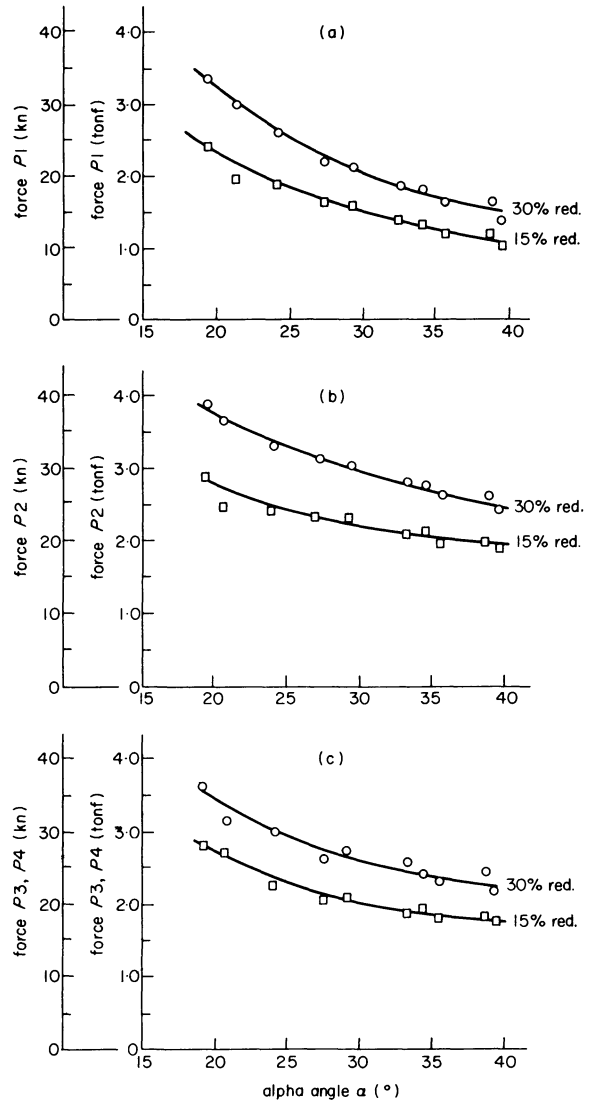 (a)
force P1 (kn)
force P1 (tonf)
40
30
20
10
0
4·0
3·0
2·0
1·0
0
15 20 25 30 35 40
30% red.
15% red.
(b)
force P2 (kn)
force P2 (tonf)
40
30
20
10
0
4·0
3·0
2·0
1·0
0
15 20 25 30 35 40
30% red.
15% red.
(c)
force P3, P4 (kn)
force P3, P4 (tonf)
40
30
20
10
0
4·0
3·0
2·0
1·0
0
15 20 25 30 35 40
30% red.
15% red.
alpha angle α (°)